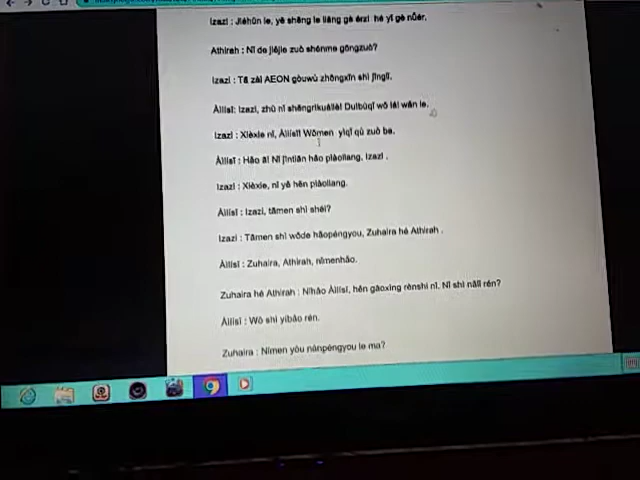 Izazi : Jiéhūn le, yě shēng le liǎng gè érzi hé yī gè nǚér.
Athirah : Nǐ de jiějie zuò shénme gōngzuò?
Izazi : Tā zài AEON gòuwù zhōngxīn shì jīnglǐ.
Àilìsī: Izazi, zhù nǐ shēngrìkuàilè! Duìbùqǐ wǒ lái wǎn le.
Izazi : Xièxie nǐ, Àilìsī! Wǒmen yīqǐ qù zuò ba.
Àilìsī : Hǎo a! Nǐ jīntiān hǎo piàoliang, Izazi .
Izazi : Xièxie, nǐ yě hěn piàoliang.
Àilìsī : Izazi, tāmen shì shéi?
Izazi : Tāmen shì wǒde hǎopéngyou, Zuhaira hé Athirah .
Àilìsī : Zuhaira, Athirah, nǐmenhǎo.
Zuhaira hé Athirah : Nǐhǎo Àilìsī, hěn gāoxìng rènshi nǐ. Nǐ shì nǎlǐ rén?
Àilìsī : Wǒ shì yíbǎo rén.
Zuhaira : Nǐmen yǒu nánpéngyou le ma?